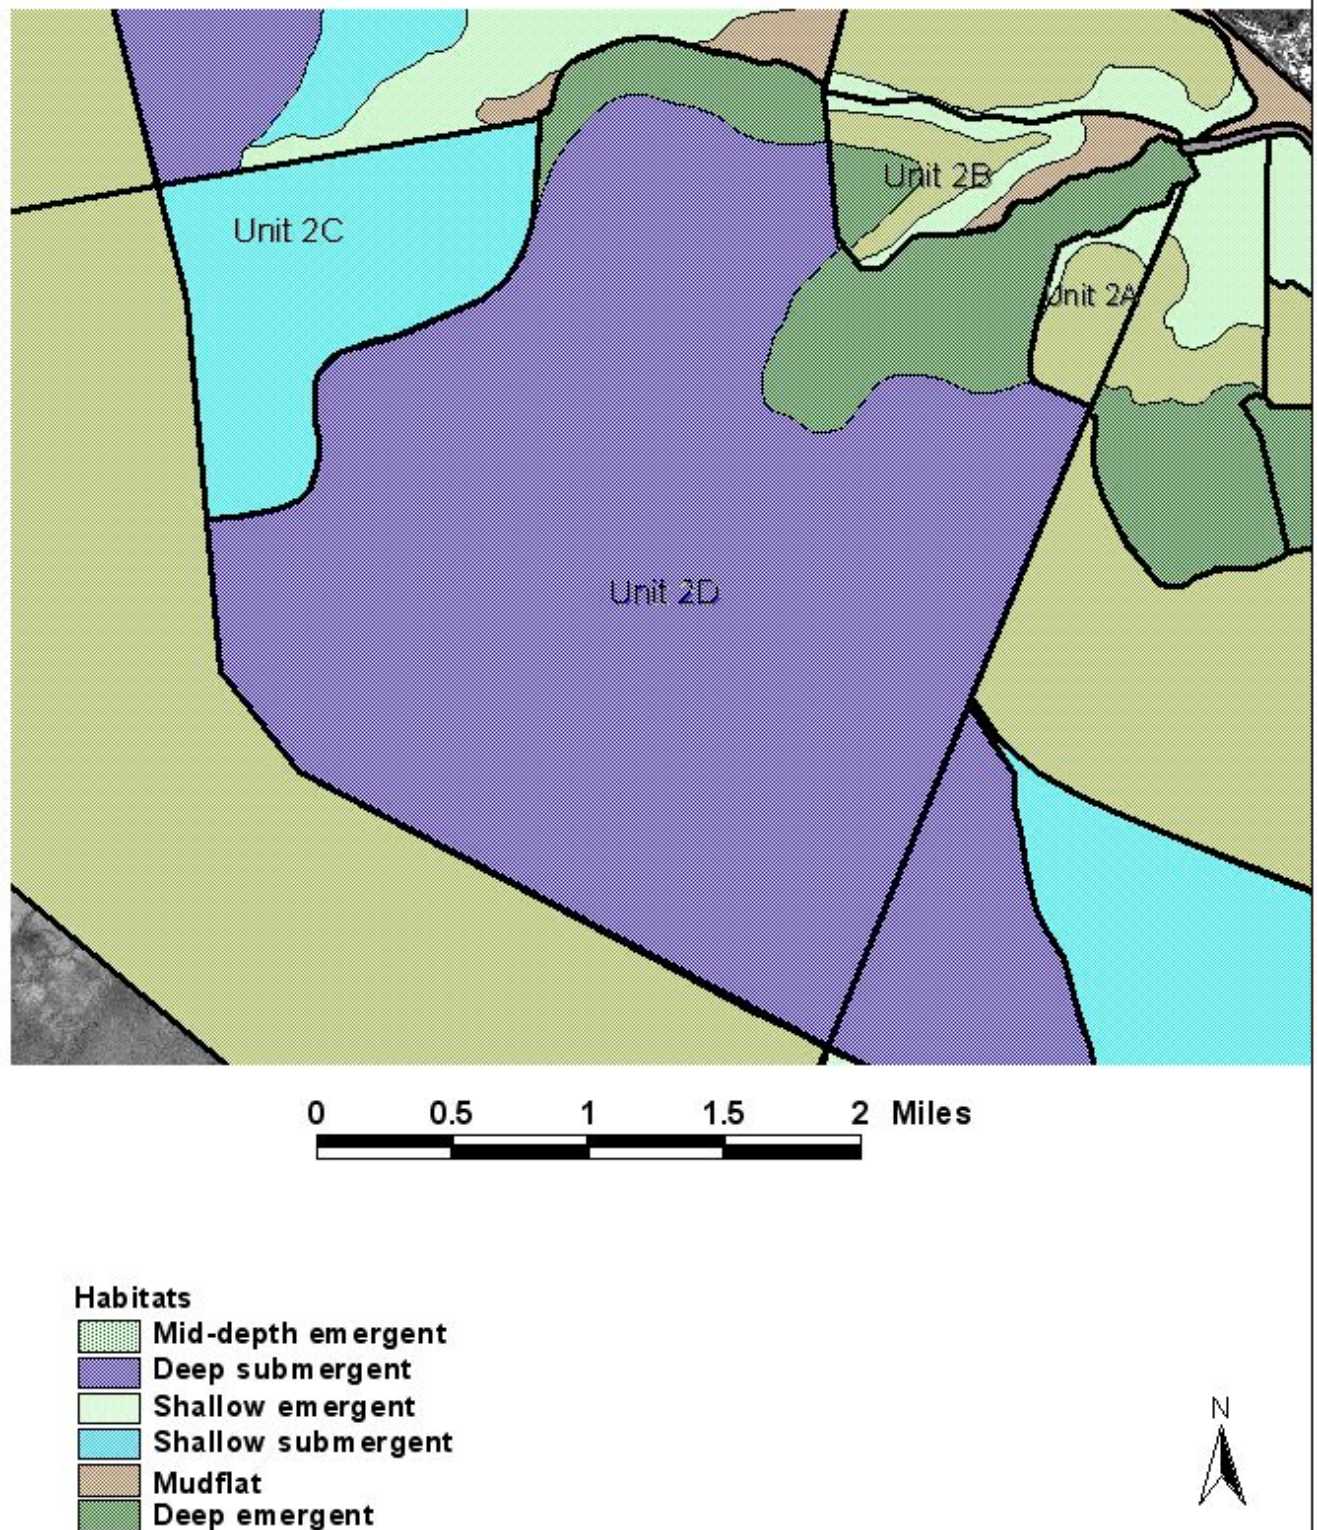 Unit 2B
Unit 2C
Unit 2A
Unit 2D
0 0.5 1 1.5 2 Miles
Habitats
Mid-depth emergent
Deep submergent
Shallow emergent
Shallow submergent
Mudflat
Deep emergent
N